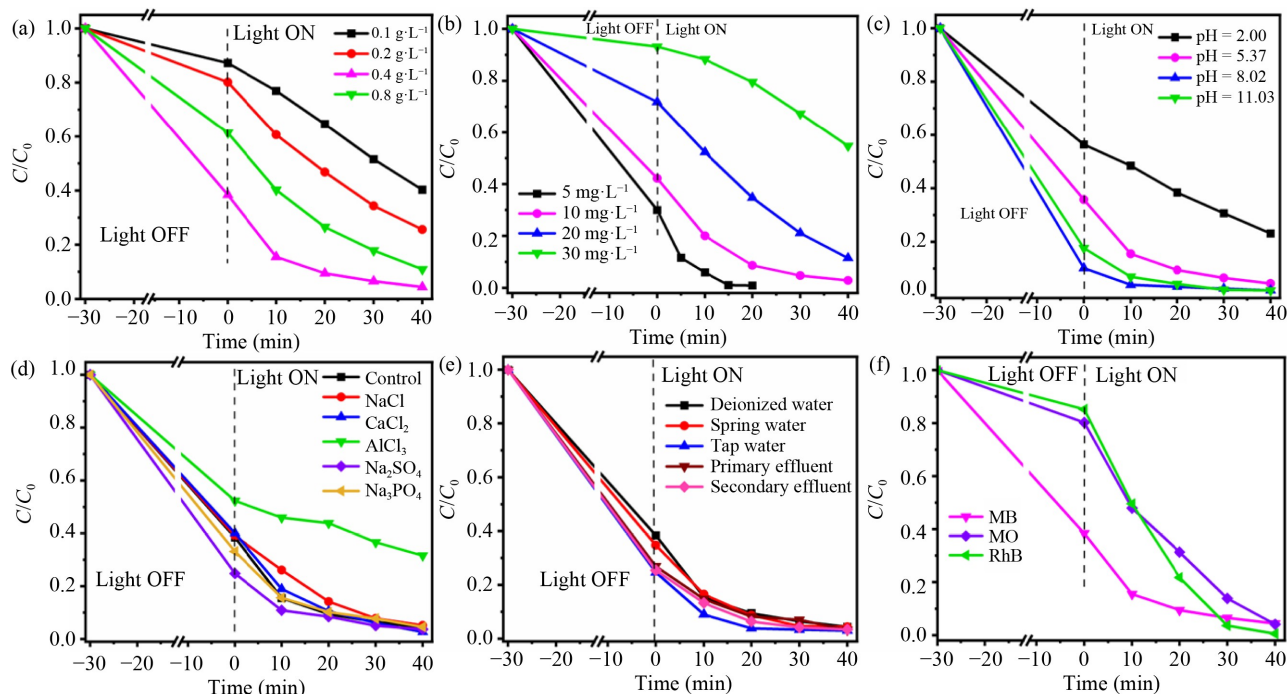 (a)
Light ON
0.1 g·L⁻¹
0.2 g·L⁻¹
0.4 g·L⁻¹
0.8 g·L⁻¹
Light OFF
C/C₀
1.0
0.8
0.6
0.4
0.2
0.0
−30 −20 −10 0 10 20 30 40
Time (min)
(b)
Light OFF Light ON
5 mg·L⁻¹
10 mg·L⁻¹
20 mg·L⁻¹
30 mg·L⁻¹
C/C₀
1.0
0.8
0.6
0.4
0.2
0.0
−30 −20 −10 0 10 20 30 40
Time (min)
(c)
Light ON
pH = 2.00
pH = 5.37
pH = 8.02
pH = 11.03
Light OFF
C/C₀
1.0
0.8
0.6
0.4
0.2
0.0
−30 −20 −10 0 10 20 30 40
Time (min)
(d)
Light ON
Control
NaCl
CaCl₂
AlCl₃
Na₂SO₄
Na₃PO₄
Light OFF
C/C₀
1.0
0.8
0.6
0.4
0.2
0.0
−30 −20 −10 0 10 20 30 40
Time (min)
(e)
Light ON
Deionized water
Spring water
Tap water
Primary effluent
Secondary effluent
Light OFF
C/C₀
1.0
0.8
0.6
0.4
0.2
0.0
−30 −20 −10 0 10 20 30 40
Time (min)
(f)
Light OFF Light ON
MB
MO
RhB
C/C₀
1.0
0.8
0.6
0.4
0.2
0.0
−30 −20 −10 0 10 20 30 40
Time (min)